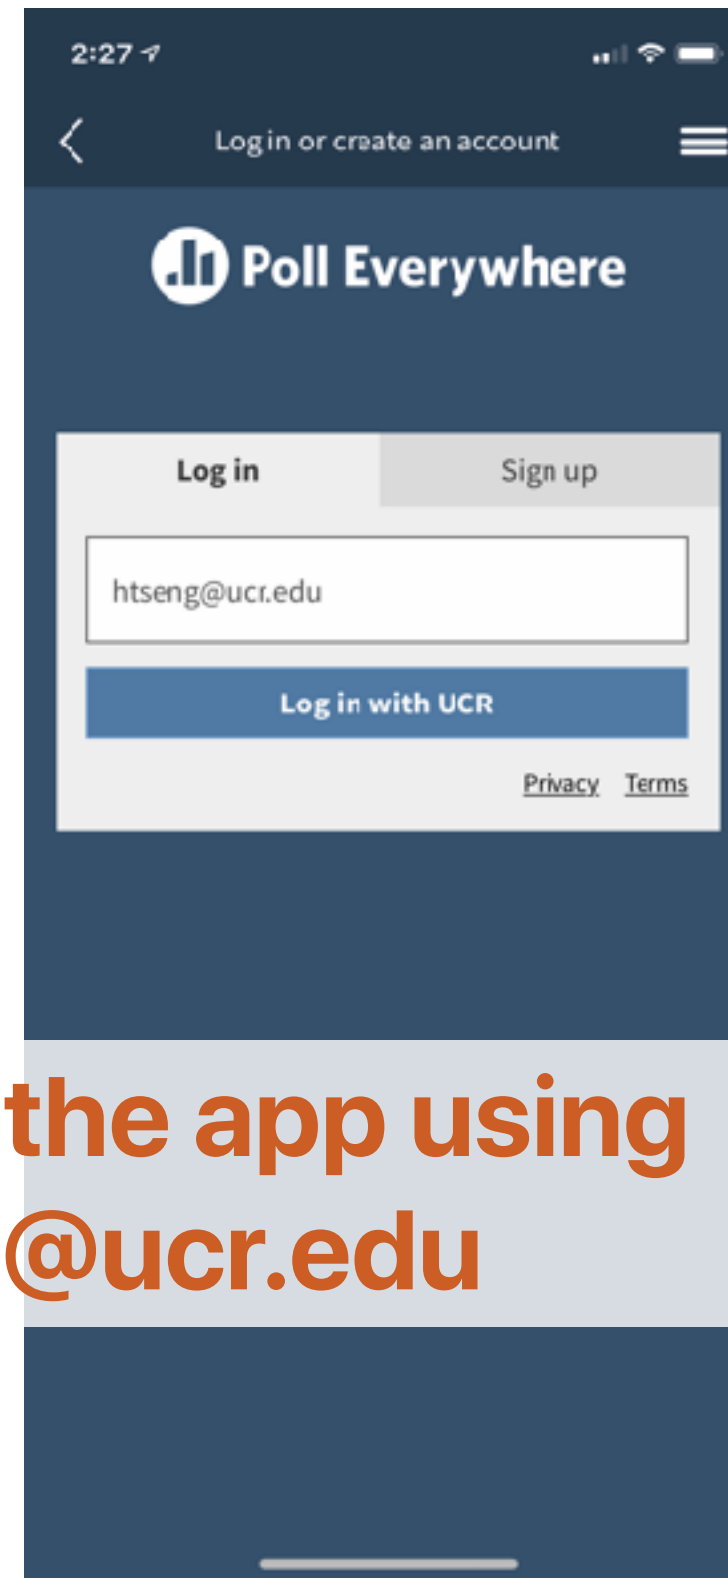 2:27
Log in or create an account
Poll Everywhere
Log in
Sign up
htseng@ucr.edu
Log in with UCR
Privacy Terms
the app using
@ucr.edu